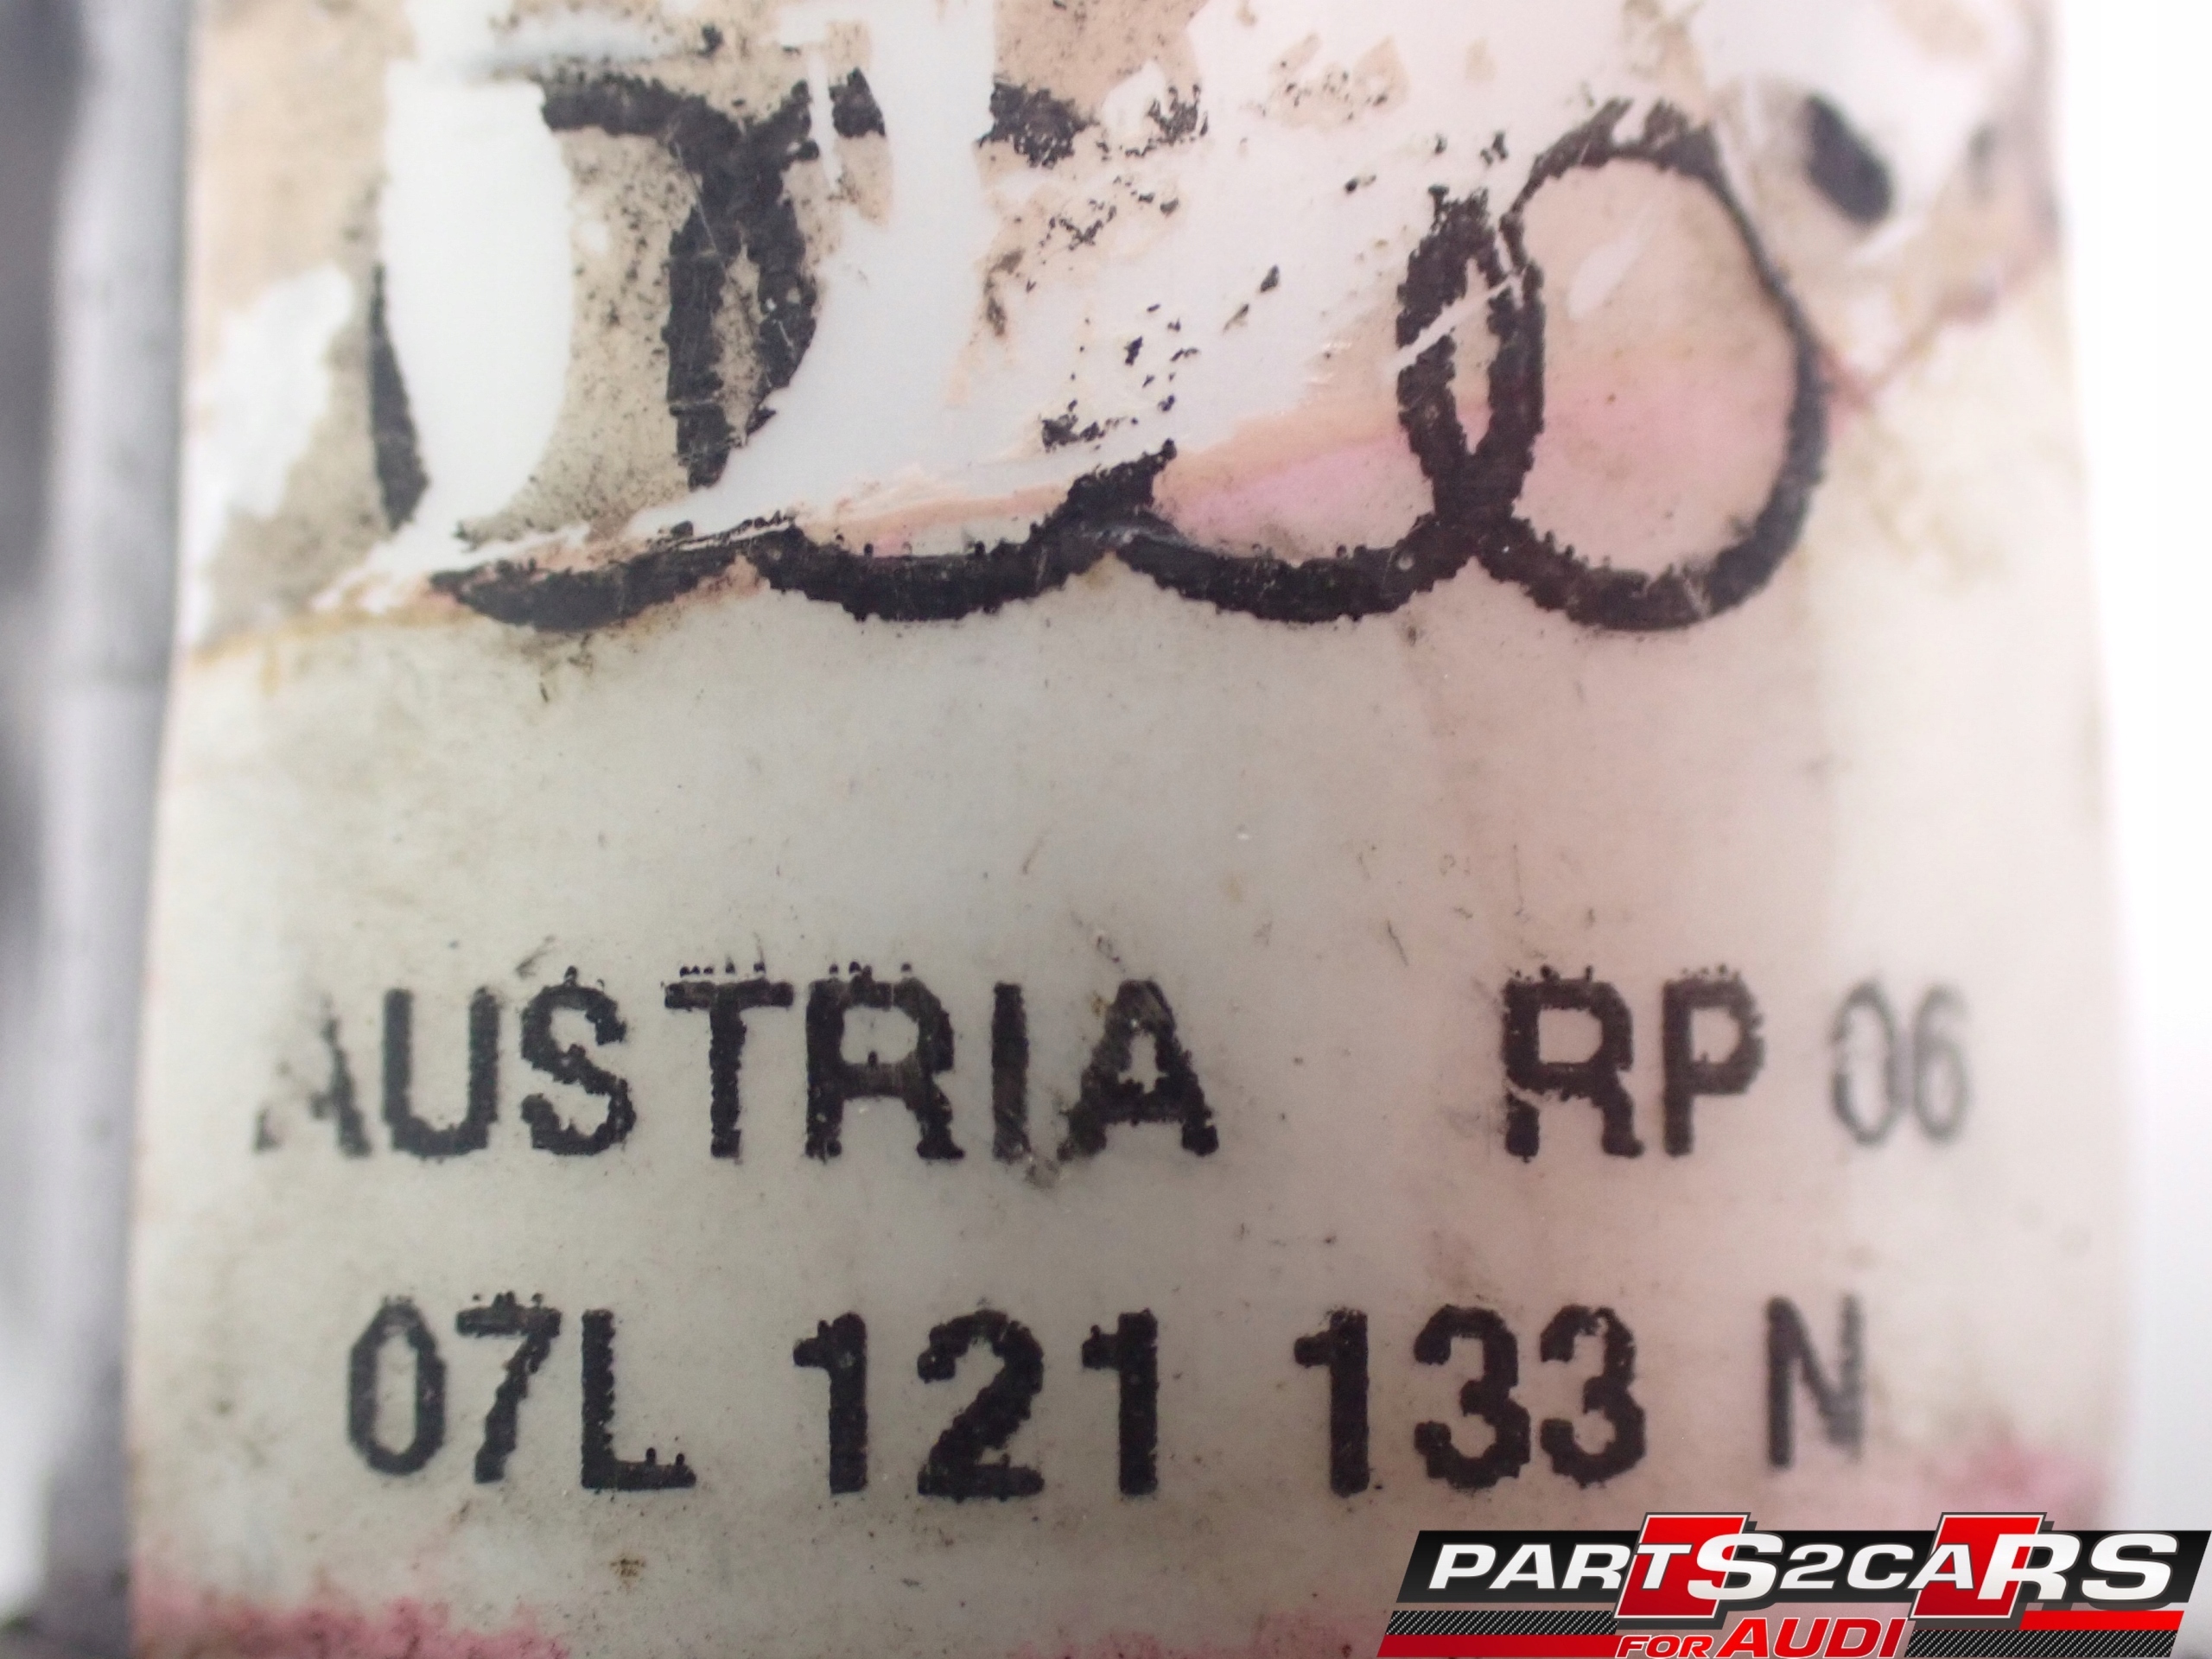 AUSTRIA RP 06
07L 121 133 N
PARTS2CARS
FOR AUDI